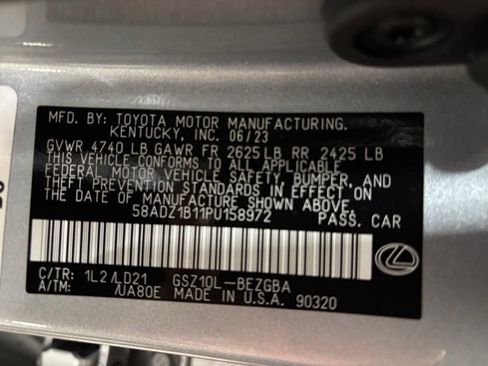 MFD. BY: TOYOTA MOTOR MANUFACTURING.
KENTUCKY, INC. 06/23
GVWR 4740 LB GAWR FR 2625 LB RR 2425 LB
THIS VEHICLE CONFORMS TO ALL APPLICABLE
FEDERAL MOTOR VEHICLE SAFETY, BUMPER, AND
THEFT PREVENTION STANDARDS IN EFFECT ON
THE DATE OF MANUFACTURE SHOWN ABOVE.
58ADZ1B11PU158972 PASS. CAR
C/TR: 1L2/LD21 GSZ10L-BEZGBA
A/TM: /UA80E MADE IN U.S.A. 90320